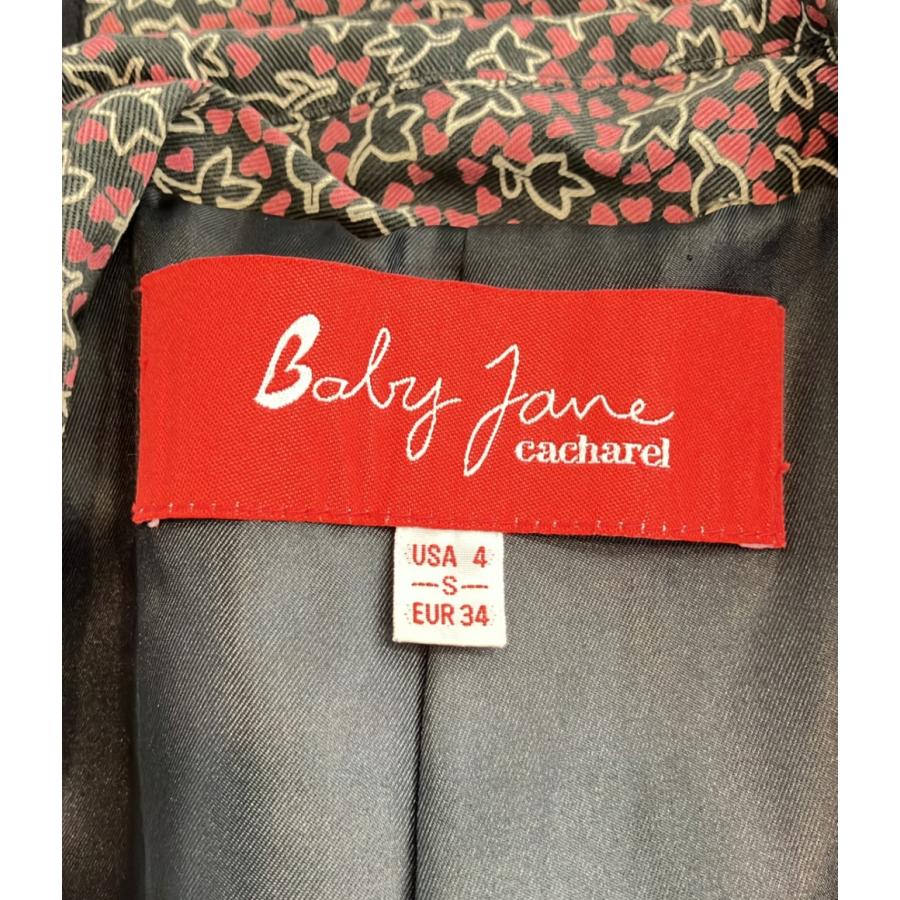 Baby Jane
cacharel
USA 4
---S---
EUR 34